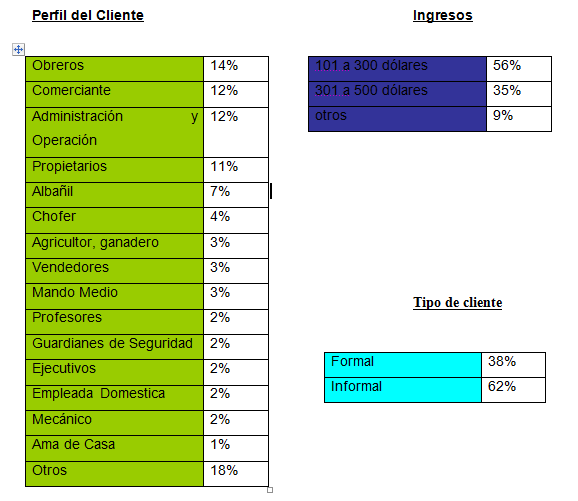 Perfil del Cliente
Obreros 14%
Comerciante 12%
Administración y 12%
Operación
Propietarios 11%
Albañil 7%
Chofer 4%
Agricultor, ganadero 3%
Vendedores 3%
Mando Medio 3%
Profesores 2%
Guardianes de Seguridad 2%
Ejecutivos 2%
Empleada Domestica 2%
Mecánico 2%
Ama de Casa 1%
Otros 18%
Ingresos
101 a 300 dólares 56%
301 a 500 dólares 35%
otros 9%
Tipo de cliente
Formal 38%
Informal 62%